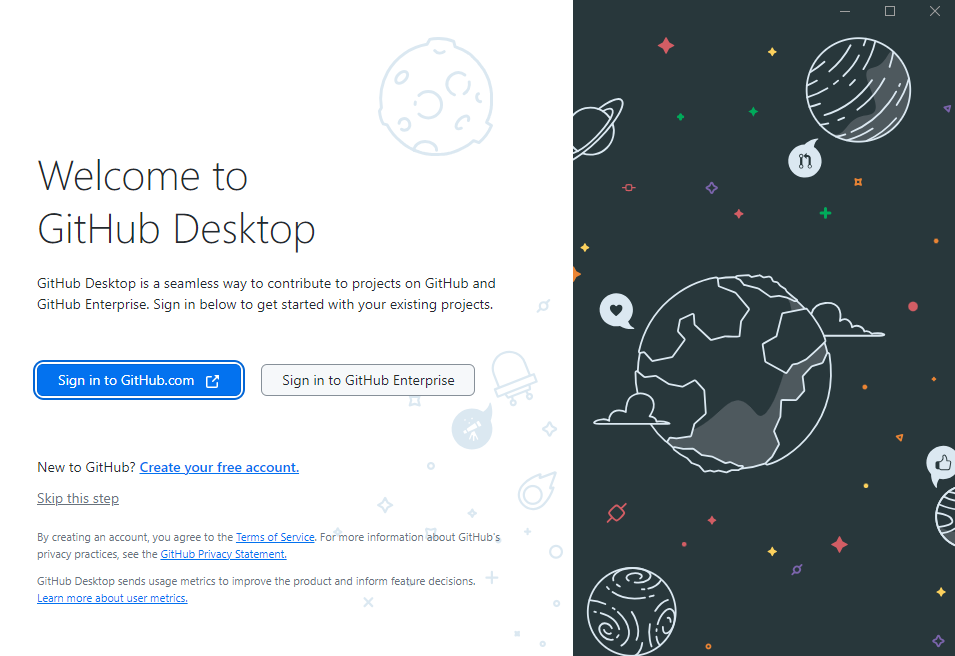 Welcome to
GitHub Desktop
GitHub Desktop is a seamless way to contribute to projects on GitHub and
GitHub Enterprise. Sign in below to get started with your existing projects.
Sign in to GitHub.com
Sign in to GitHub Enterprise
New to GitHub? Create your free account.
Skip this step
By creating an account, you agree to the Terms of Service. For more information about GitHub's
privacy practices, see the GitHub Privacy Statement.
GitHub Desktop sends usage metrics to improve the product and inform feature decisions.
Learn more about user metrics.